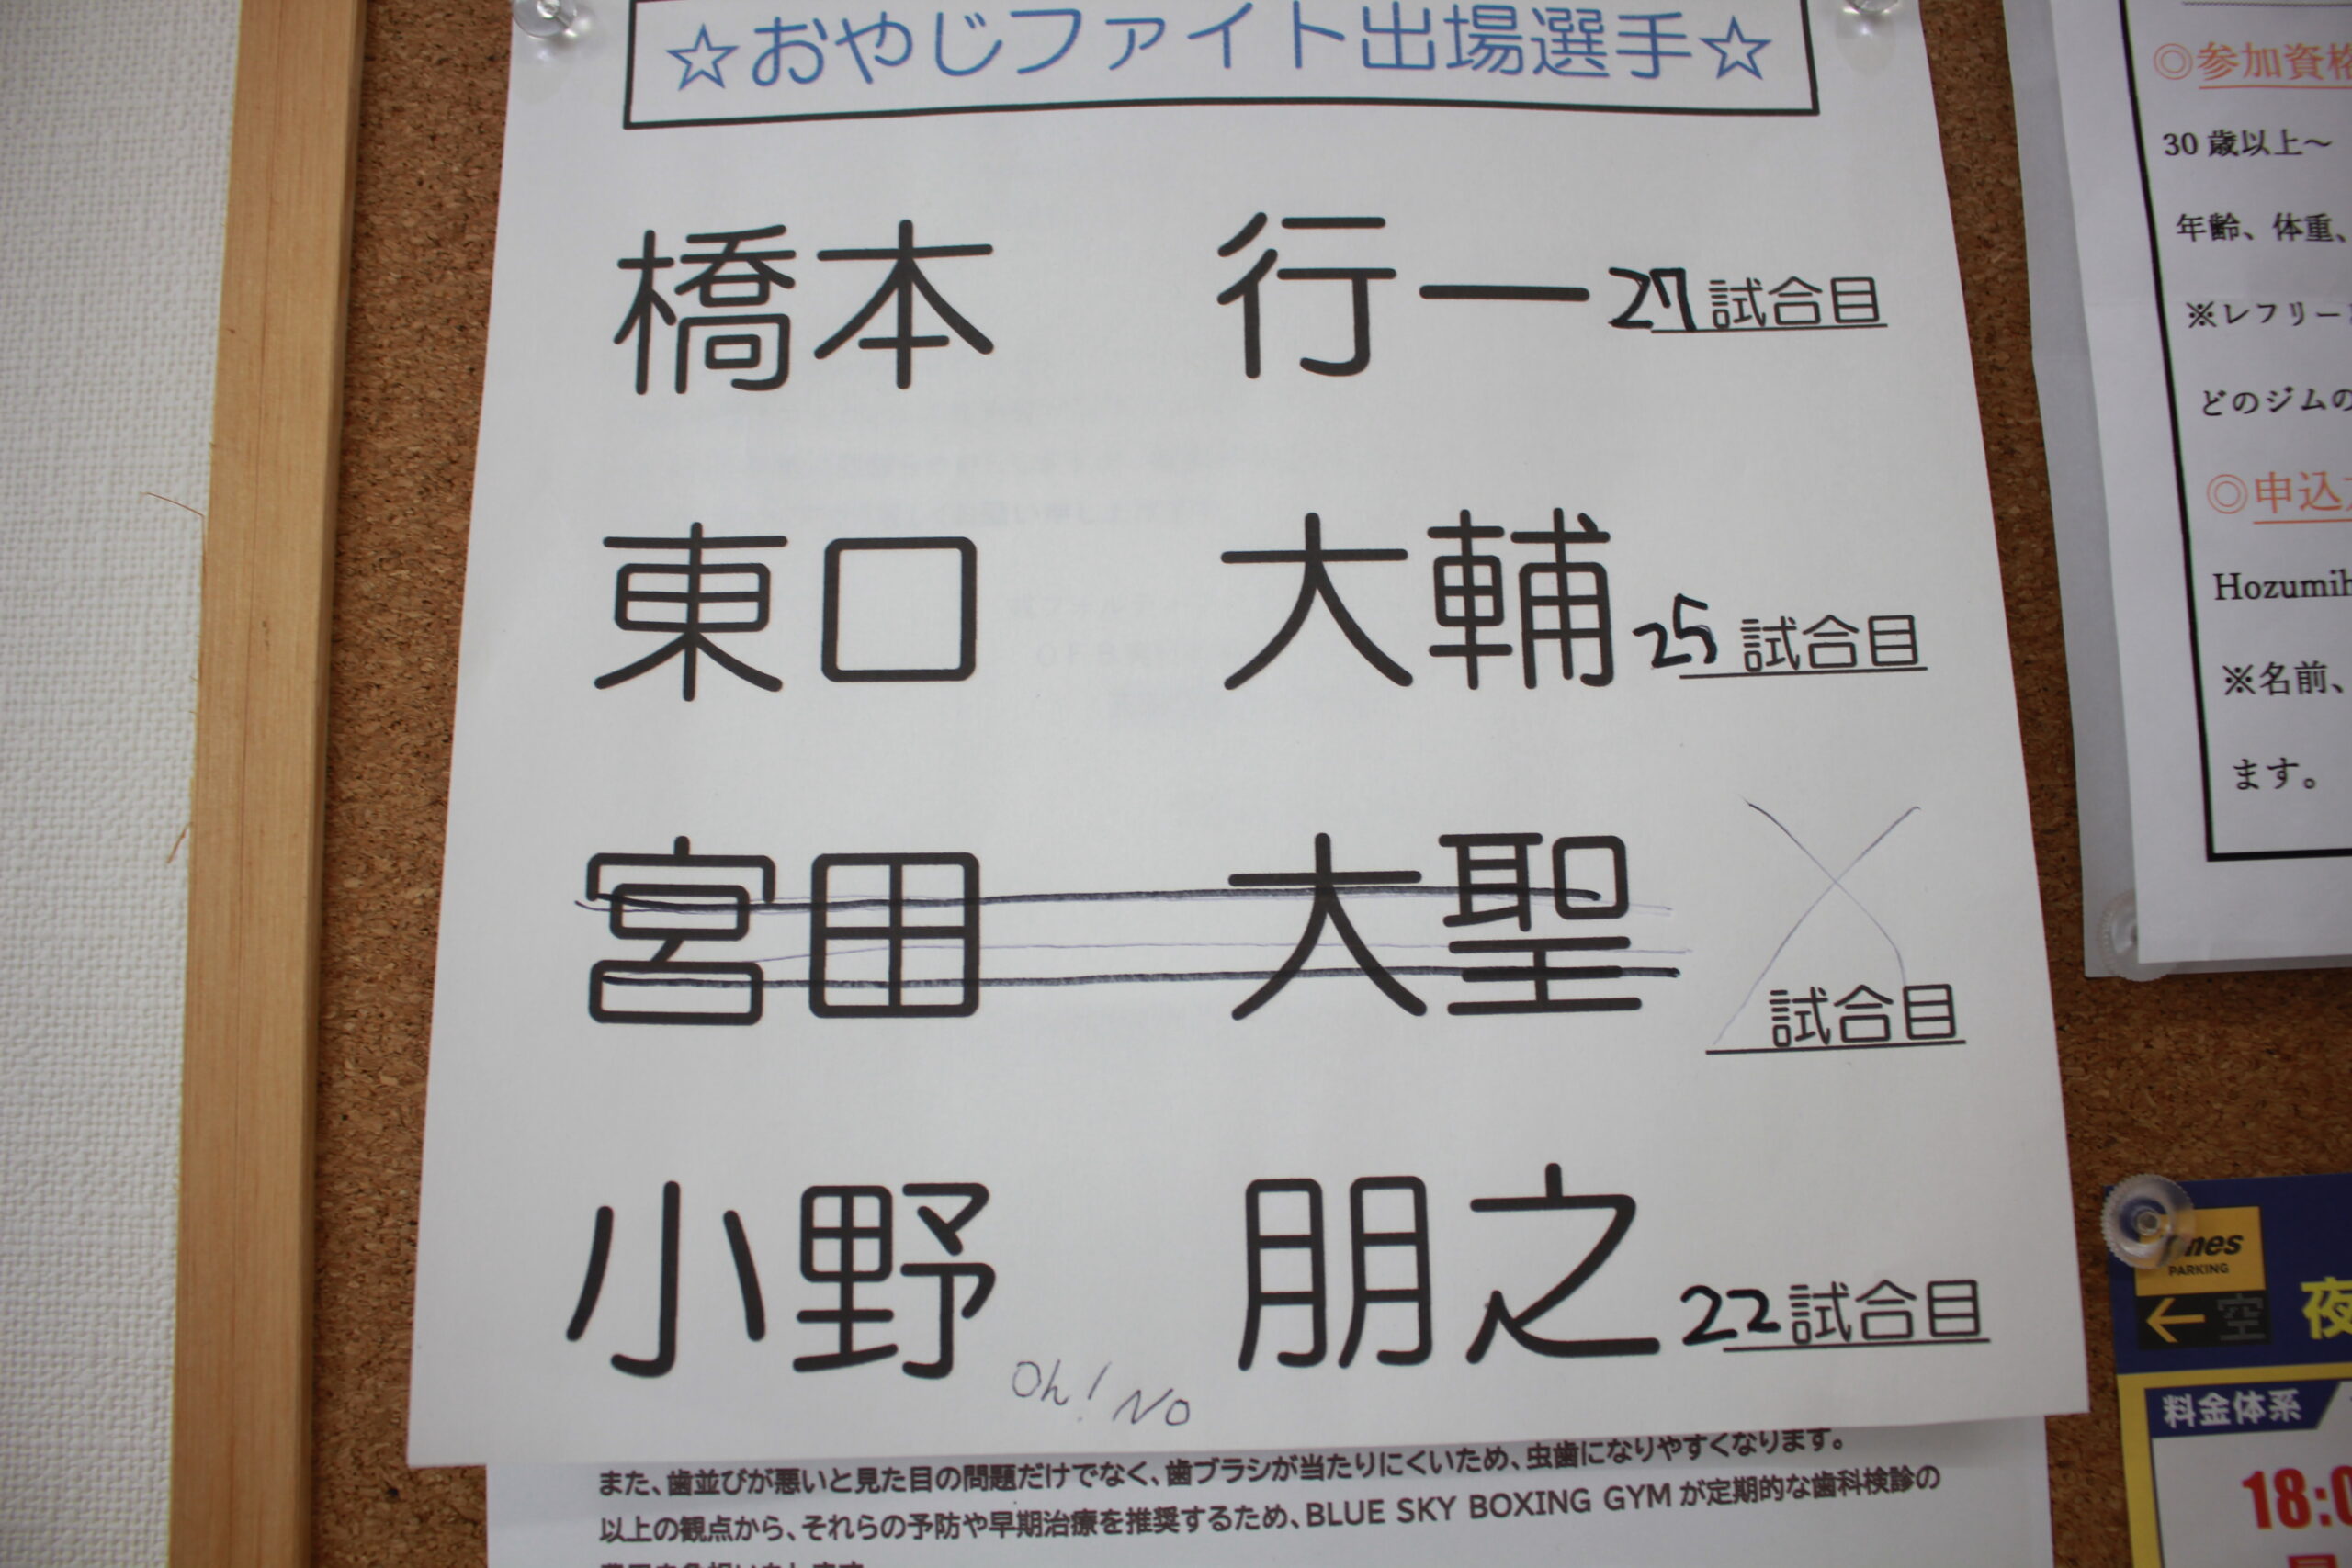 ☆おやじファイト出場選手☆
橋本 行一 27 試合目
東口 大輔 25 試合目
宮田 大聖 試合目
小野 朋之 22 試合目
Oh! No
また、歯並びが悪いと見た目の問題だけでなく、歯ブラシが当たりにくいため、虫歯になりやすくなります。
以上の観点から、それらの予防や早期治療を推奨するため、BLUE SKY BOXING GYM が定期的な歯科検診の
◎参加資格
30 歳以上～
年齢、体重、
※レフリー
どのジムの
◎申込
Hozumih
※名前、
ます。
PARKING
← 空
夜
料金体系
18:0